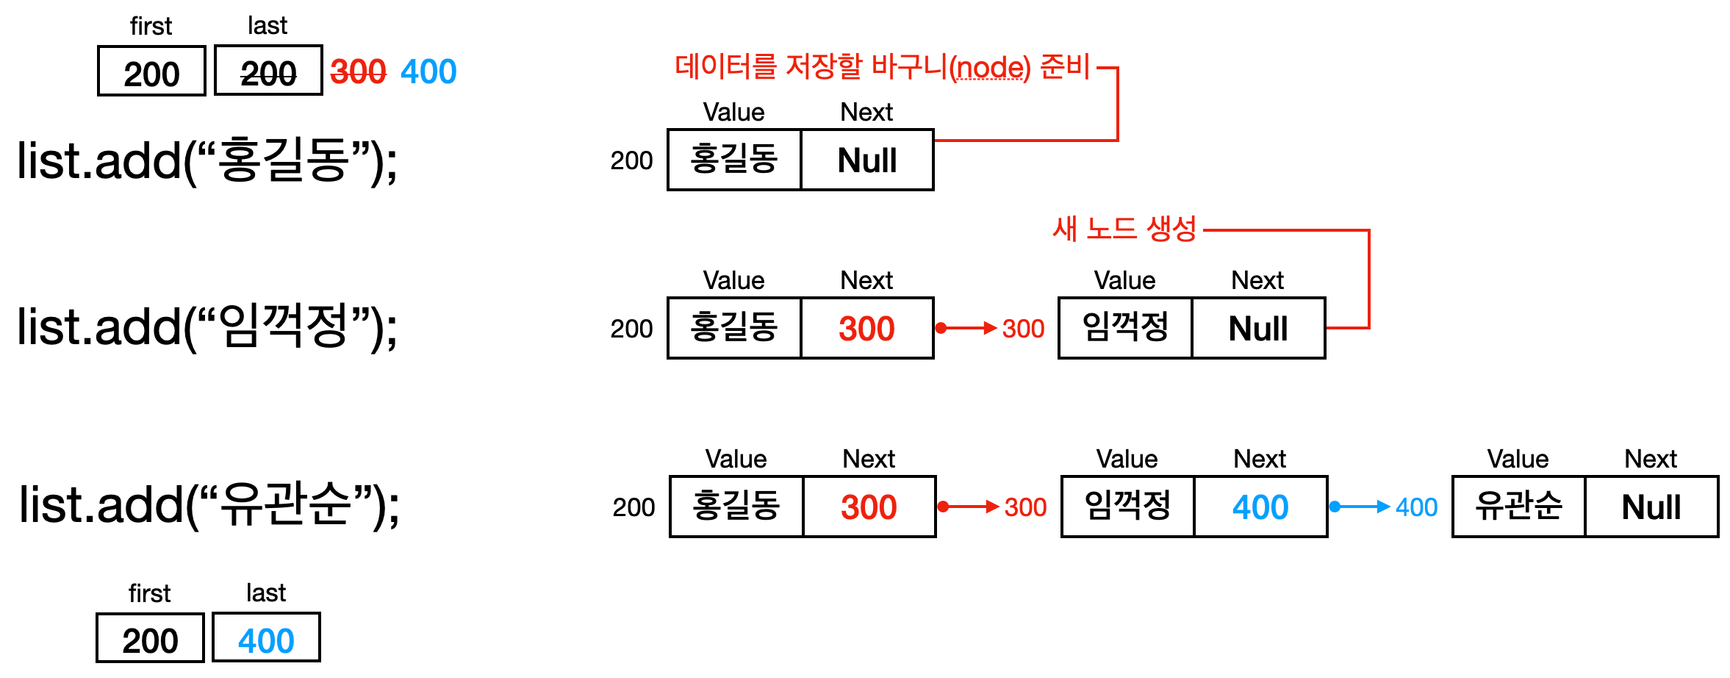 first last
200 200 300 400
데이터를 저장할 바구니(node) 준비
Value Next
list.add(“홍길동”);
200 홍길동 Null
새 노드 생성
Value Next Value Next
list.add(“임꺽정”);
200 홍길동 300 300 임꺽정 Null
Value Next Value Next Value Next
list.add(“유관순”);
200 홍길동 300 300 임꺽정 400 400 유관순 Null
first last
200 400